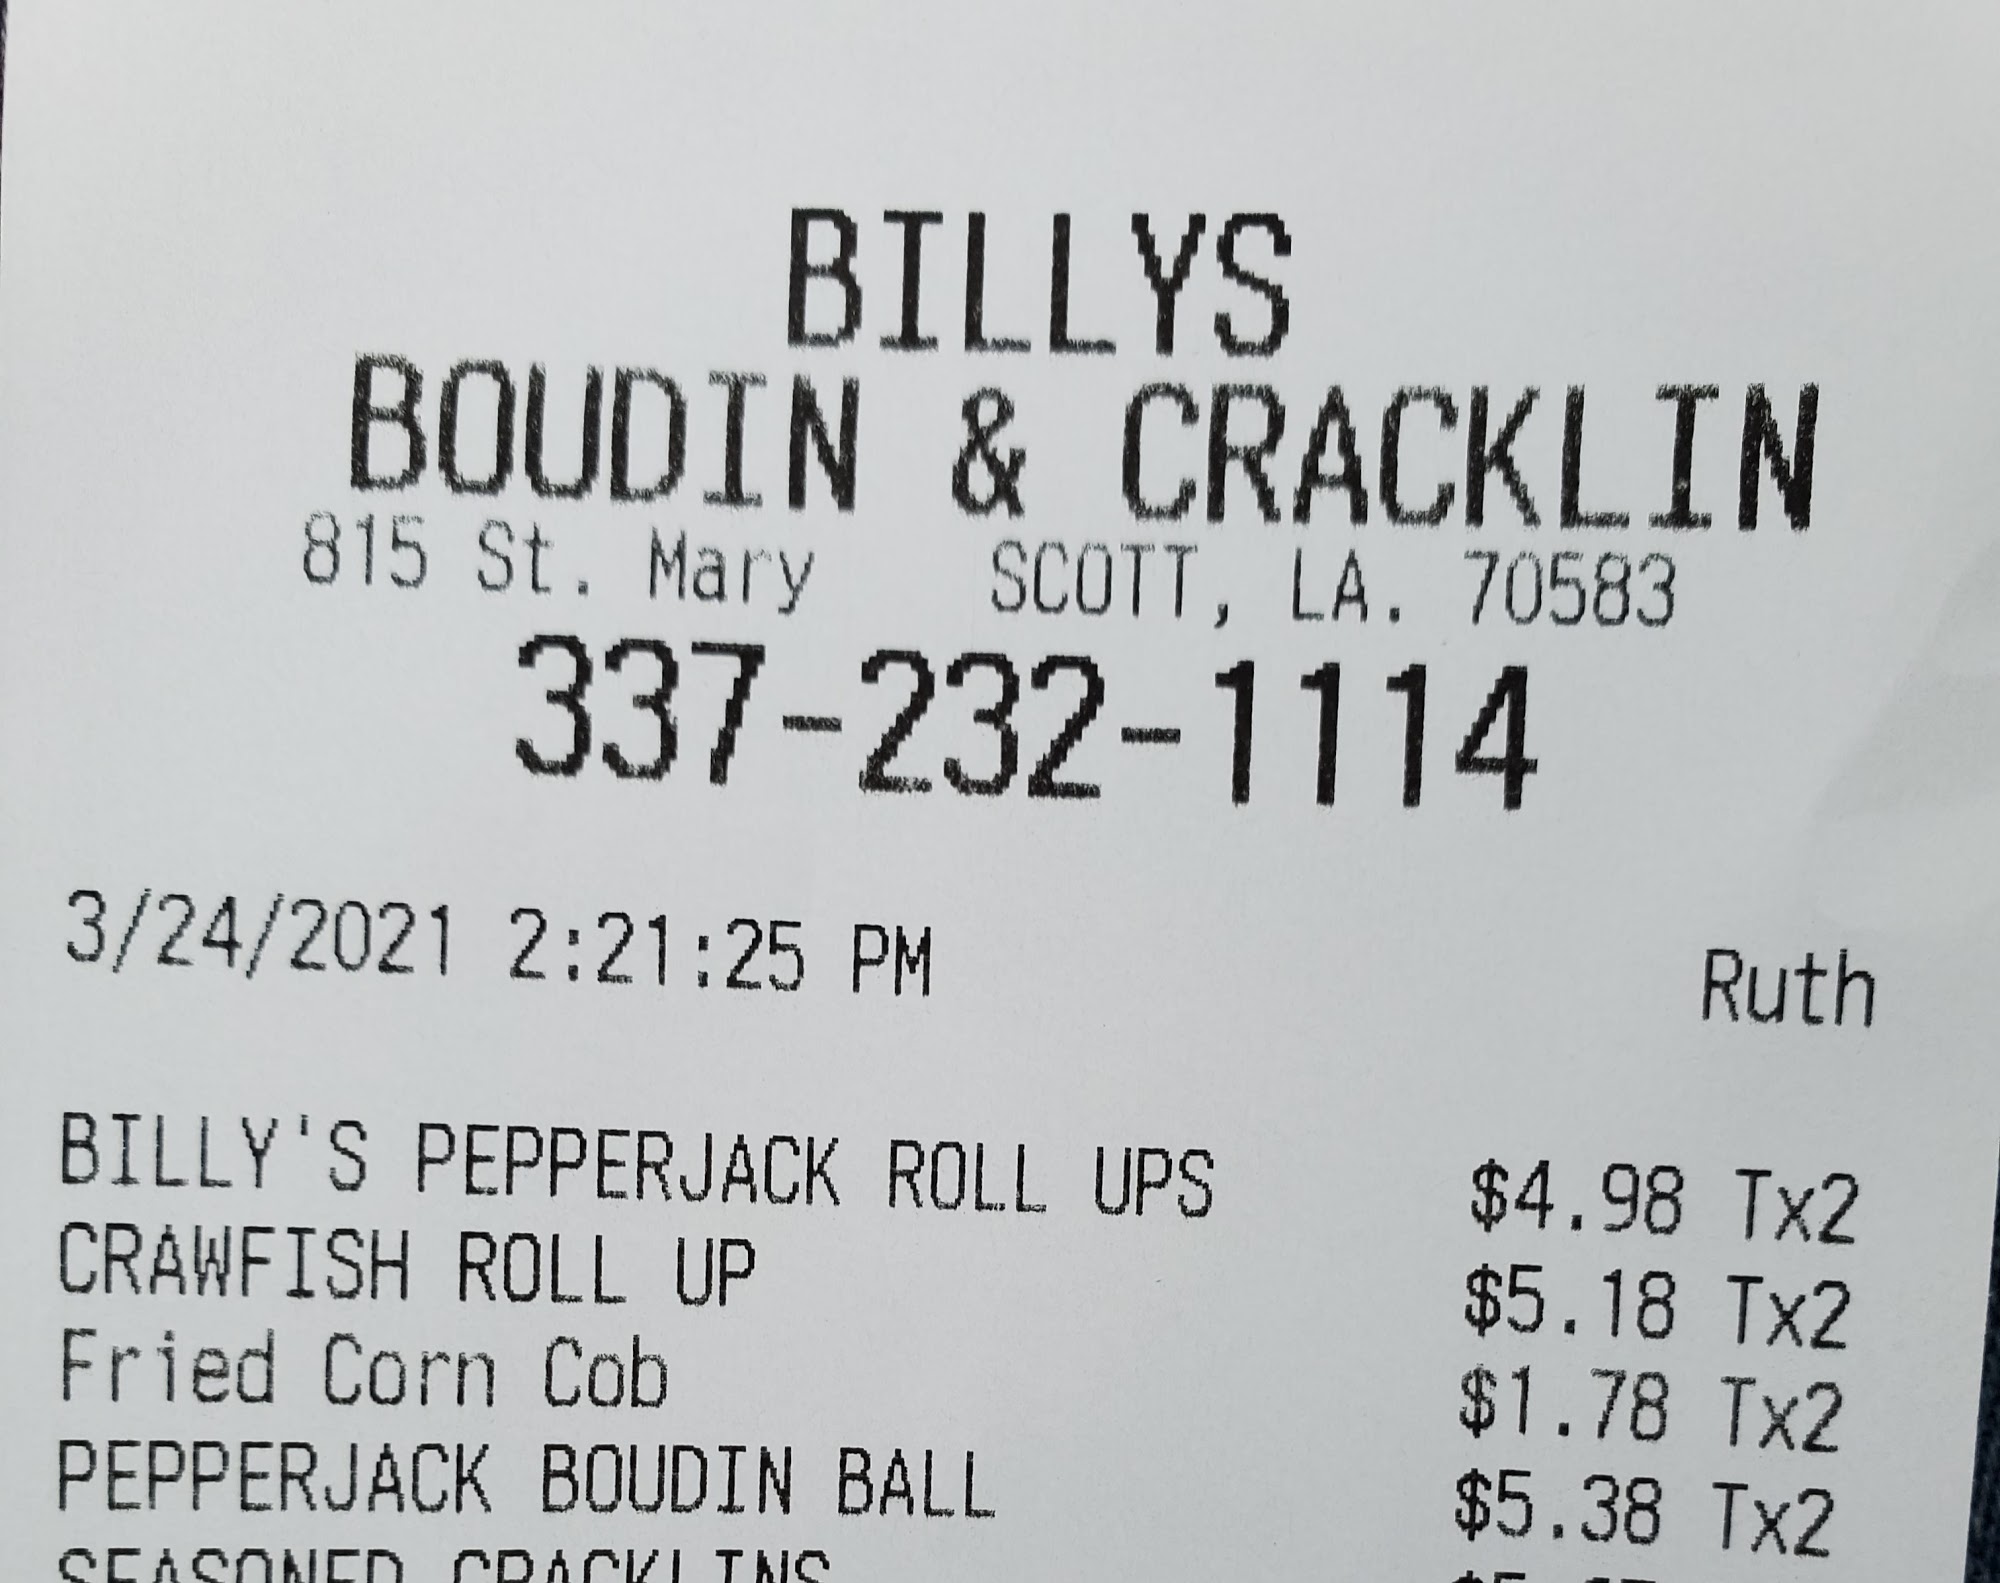 BILLYS
BOUDIN & CRACKLIN
815 St. Mary SCOTT, LA. 70583
337-232-1114
3/24/2021 2:21:25 PM Ruth
BILLY'S PEPPERJACK ROLL UPS $4.98 Tx2
CRAWFISH ROLL UP $5.18 Tx2
Fried Corn Cob $1.78 Tx2
PEPPERJACK BOUDIN BALL $5.38 Tx2
SEASONED CRACKLINS